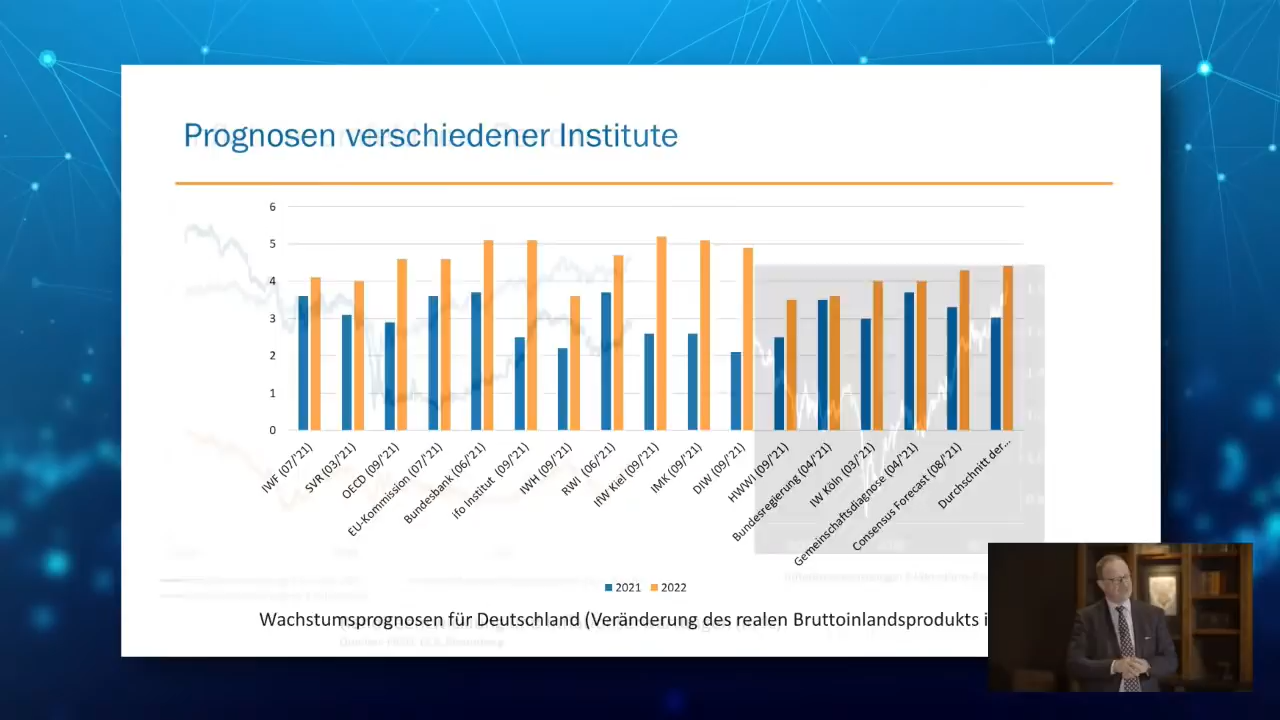 Prognosen verschiedener Institute
6
5
4
3
2
1
0
IWF (07/'21)
SVR (03/'21)
OECD (09/'21)
EU-Kommission (07/'21)
Bundesbank (06/'21)
ifo Institut (09/'21)
IWH (09/'21)
RWI (06/'21)
IfW Kiel (09/'21)
IMK (09/'21)
DIW (09/'21)
HWWI (09/'21)
Bundesregierung (04/'21)
IW Köln (03/'21)
Gemeinschaftsdiagnose (04/'21)
Consensus Forecast (08/'21)
Durchschnitt der...
2021 2022
Wachstumsprognosen für Deutschland (Veränderung des realen Bruttoinlandsprodukts i